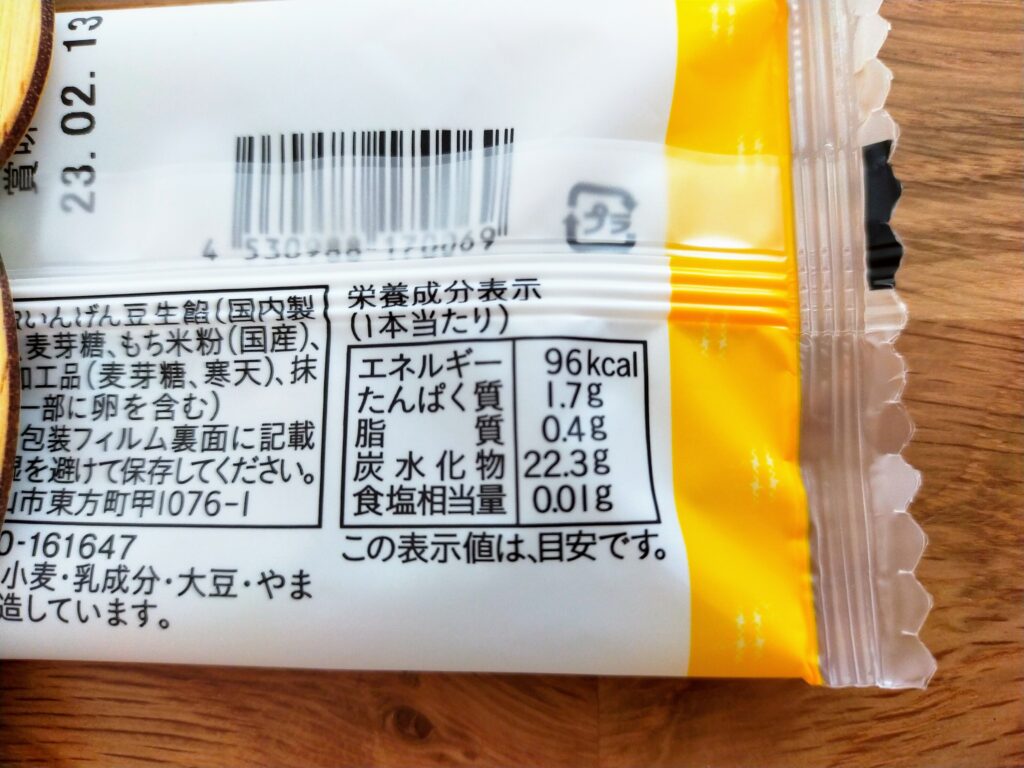 賞味
23.02.13
4 530988 170069
プラ
いんげん豆生餡(国内製
麦芽糖、もち米粉(国産)、
加工品(麦芽糖、寒天)、抹
一部に卵を含む)
包装フィルム裏面に記載
湿を避けて保存してください。
山市東方町甲1076-1
0-161647
小麦・乳成分・大豆・やま
造しています。
栄養成分表示
(1本当たり)
エネルギー 96kcal
たんぱく質 1.7g
脂質 0.4g
炭水化物 22.3g
食塩相当量 0.01g
この表示値は、目安です。